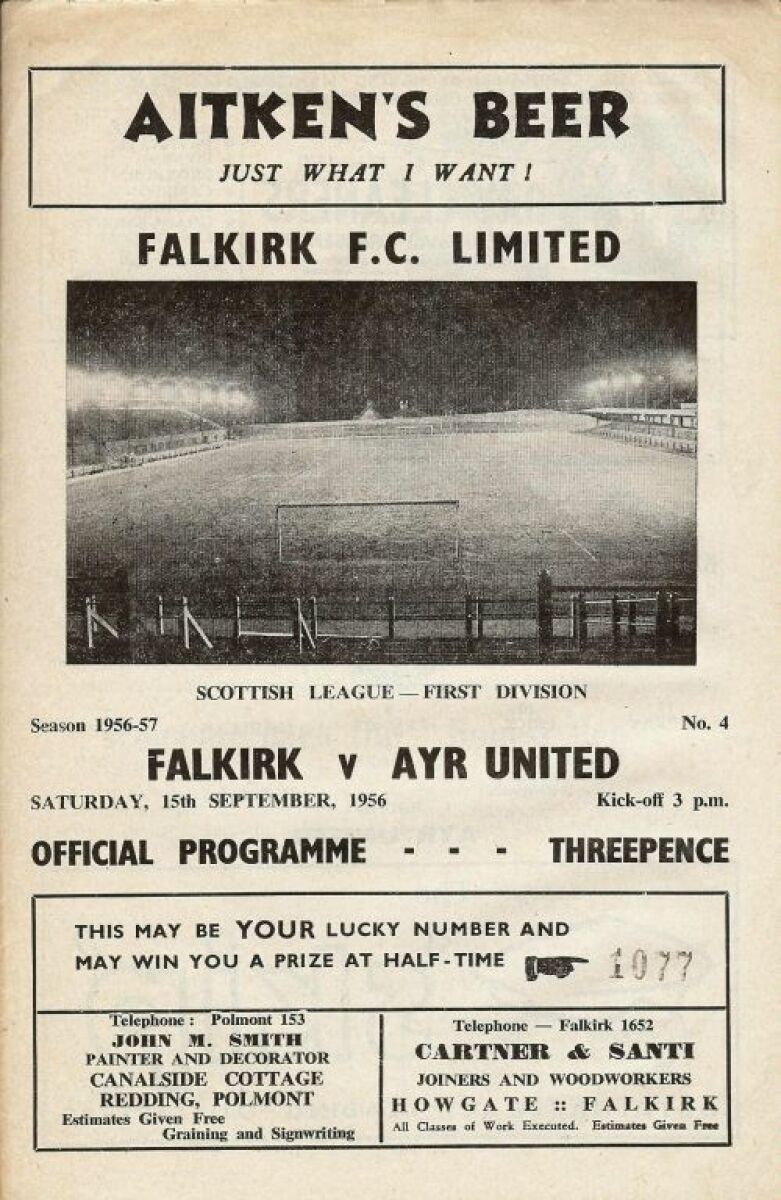 AITKEN'S BEER
JUST WHAT I WANT !
FALKIRK F.C. LIMITED
SCOTTISH LEAGUE — FIRST DIVISION
Season 1956-57 No. 4
FALKIRK v AYR UNITED
SATURDAY, 15th SEPTEMBER, 1956 Kick-off 3 p.m.
OFFICIAL PROGRAMME - - - THREEPENCE
THIS MAY BE YOUR LUCKY NUMBER AND
MAY WIN YOU A PRIZE AT HALF-TIME 1077
Telephone : Polmont 153
JOHN M. SMITH
PAINTER AND DECORATOR
CANALSIDE COTTAGE
REDDING, POLMONT
Estimates Given Free
Graining and Signwriting
Telephone — Falkirk 1652
CARTNER & SANTI
JOINERS AND WOODWORKERS
HOWGATE :: FALKIRK
All Classes of Work Executed. Estimates Given Free